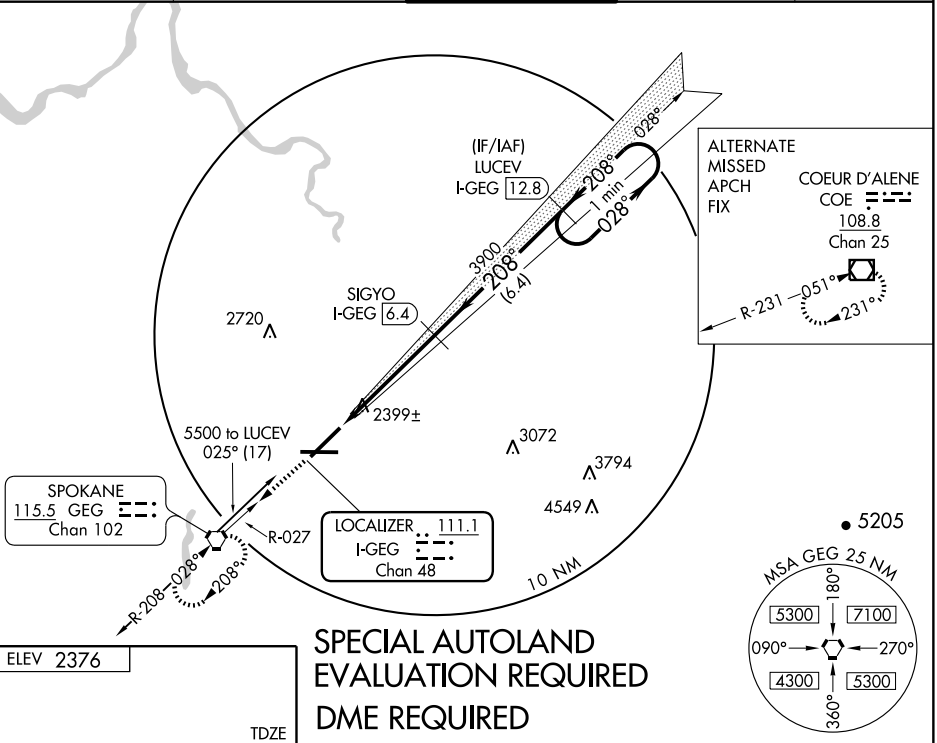 (IF/IAF)
LUCEV
I-GEG 12.8
028°
208°
1 min
028°
3900
208°
(6.4)
SIGYO
I-GEG 6.4
2720
2399±
3072
3794
4549
5205
10 NM
ALTERNATE
MISSED
APCH
FIX
COEUR D'ALENE
COE
108.8
Chan 25
R-231
051°
231°
5500 to LUCEV
025° (17)
SPOKANE
115.5 GEG
Chan 102
R-027
R-208
028°
208°
LOCALIZER 111.1
I-GEG
Chan 48
MSA GEG 25 NM
180°
5300
7100
090°
270°
4300
5300
360°
ELEV 2376
TDZE
SPECIAL AUTOLAND
EVALUATION REQUIRED
DME REQUIRED